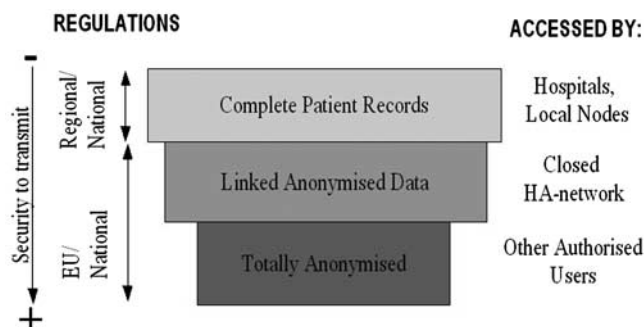 REGULATIONS
ACCESSED BY:
-
Security to transmit
+
Regional/
National
EU/
National
Complete Patient Records
Linked Anonymised Data
Totally Anonymised
Hospitals,
Local Nodes
Closed
HA-network
Other Authorised
Users